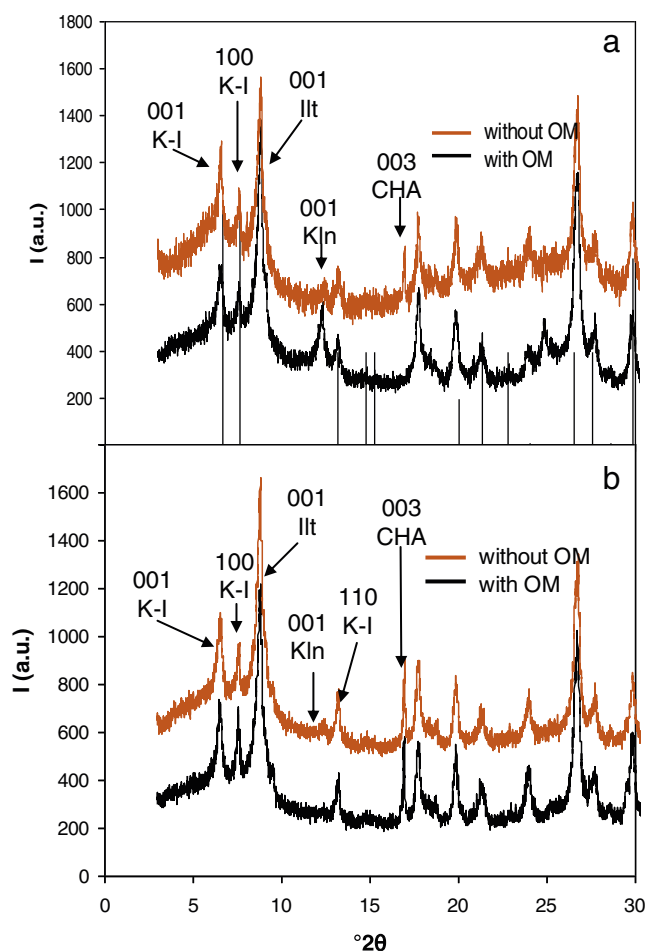 1800
1600
1400
1200
1000
800
600
400
200
I (a.u.)
a
100
K-I
001
Ilt
001
K-I
without OM
with OM
003
CHA
001
Kln
1600
1400
1200
1000
800
600
400
200
0
I (a.u.)
b
001
Ilt
003
CHA
100
K-I
001
K-I
without OM
with OM
110
K-I
001
Kln
0 5 10 15 20 25 30
°2θ